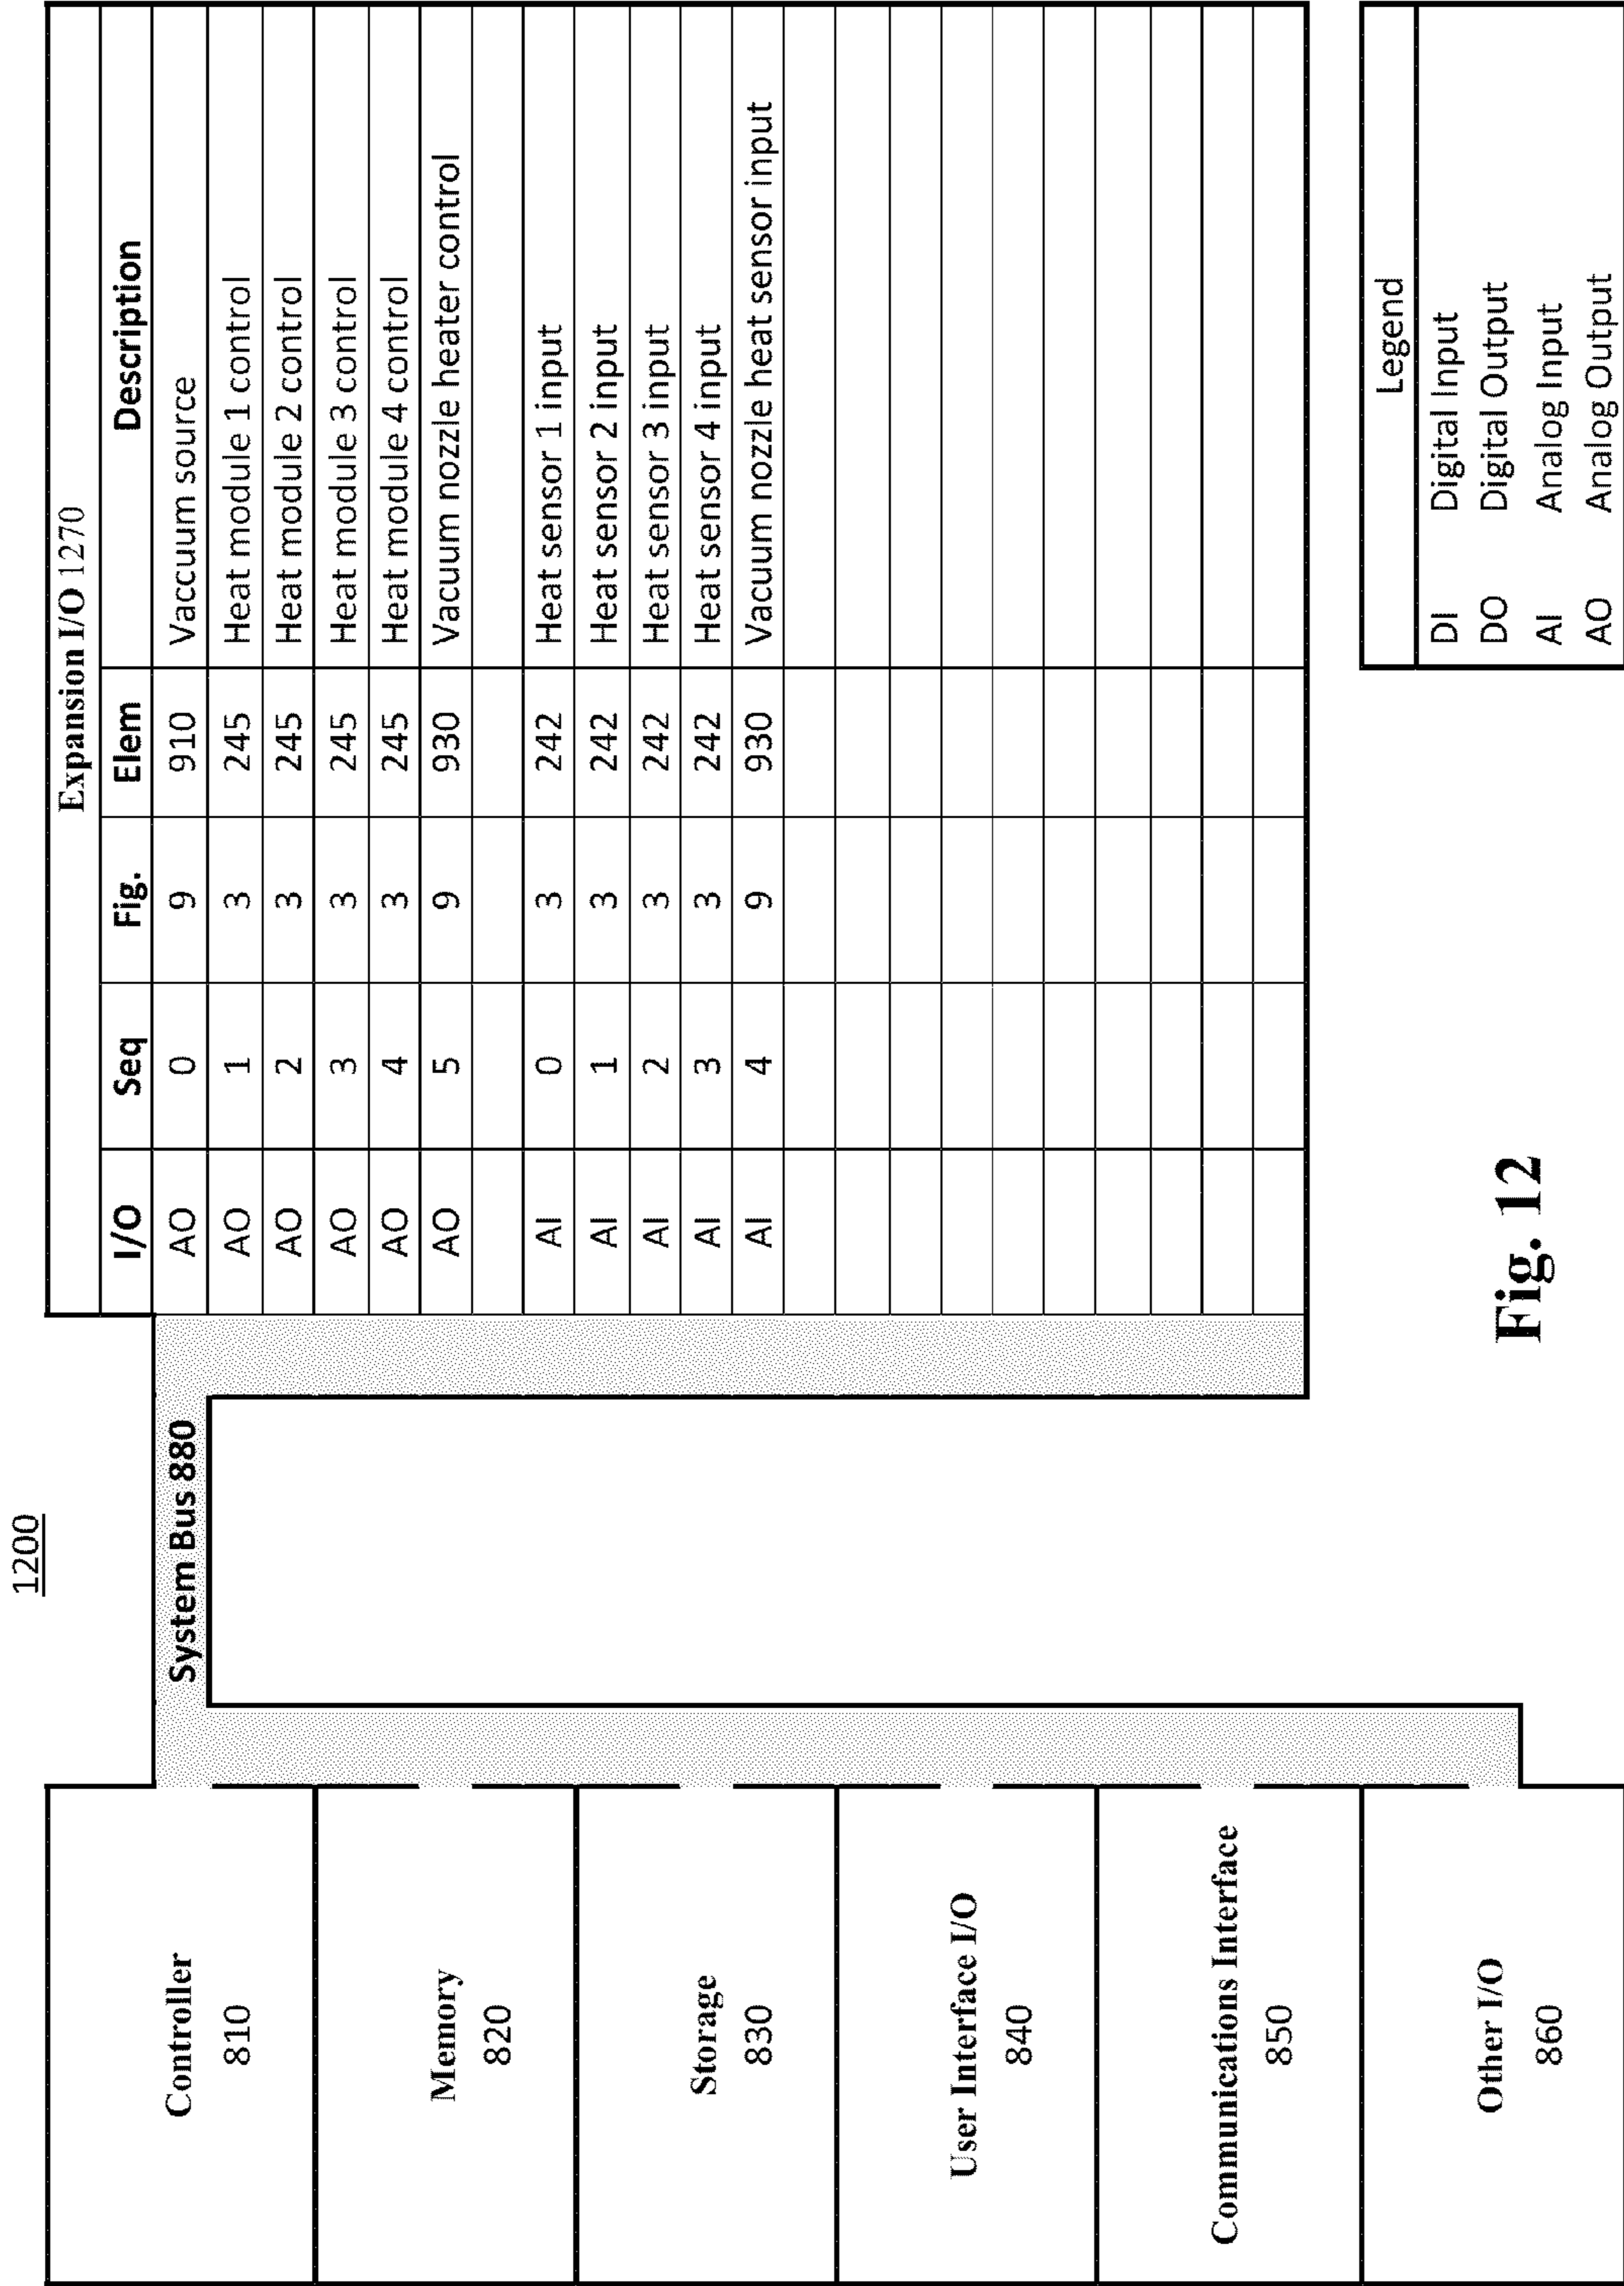 1200
Controller
810
Memory
820
Storage
830
User Interface I/O
840
Communications Interface
850
Other I/O
860
System Bus 880
Expansion I/O 1270
I/O Seq Fig. Elem Description
AO 0 9 910 Vaccuum source
AO 1 3 245 Heat module 1 control
AO 2 3 245 Heat module 2 control
AO 3 3 245 Heat module 3 control
AO 4 3 245 Heat module 4 control
AO 5 9 930 Vacuum nozzle heater control
AI 0 3 242 Heat sensor 1 input
AI 1 3 242 Heat sensor 2 input
AI 2 3 242 Heat sensor 3 input
AI 3 3 242 Heat sensor 4 input
AI 4 9 930 Vacuum nozzle heat sensor input
Legend
DI Digital Input
DO Digital Output
AI Analog Input
AO Analog Output
Fig. 12